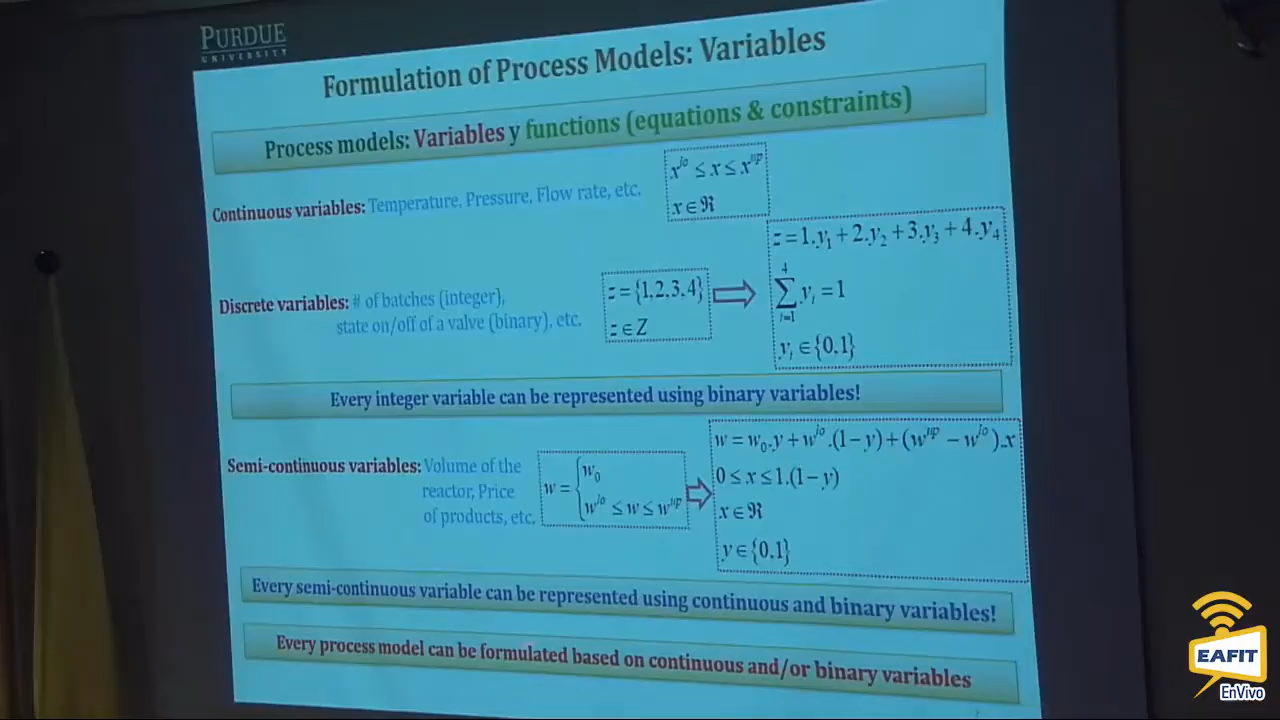 PURDUE
UNIVERSITY
Formulation of Process Models: Variables
Process models: Variables y functions (equations & constraints)
Continuous variables: Temperature, Pressure, Flow rate, etc.
x^lo ≤ x ≤ x^up
x ∈ ℜ
Discrete variables: # of batches (integer),
state on/off of a valve (binary), etc.
z = {1,2,3,4}
z ∈ Z
z = 1.y₁ + 2.y₂ + 3.y₃ + 4.y₄
∑_{i=1}^{4} y_i = 1
y_i ∈ {0,1}
Every integer variable can be represented using binary variables!
Semi-continuous variables: Volume of the
reactor, Price
of products, etc.
w = { w₀
w^lo ≤ w ≤ w^up
w = w₀.y + w^lo.(1−y) + (w^up − w^lo).x
0 ≤ x ≤ 1.(1−y)
x ∈ ℜ
y ∈ {0,1}
Every semi-continuous variable can be represented using continuous and binary variables!
Every process model can be formulated based on continuous and/or binary variables
EAFIT
EnVivo